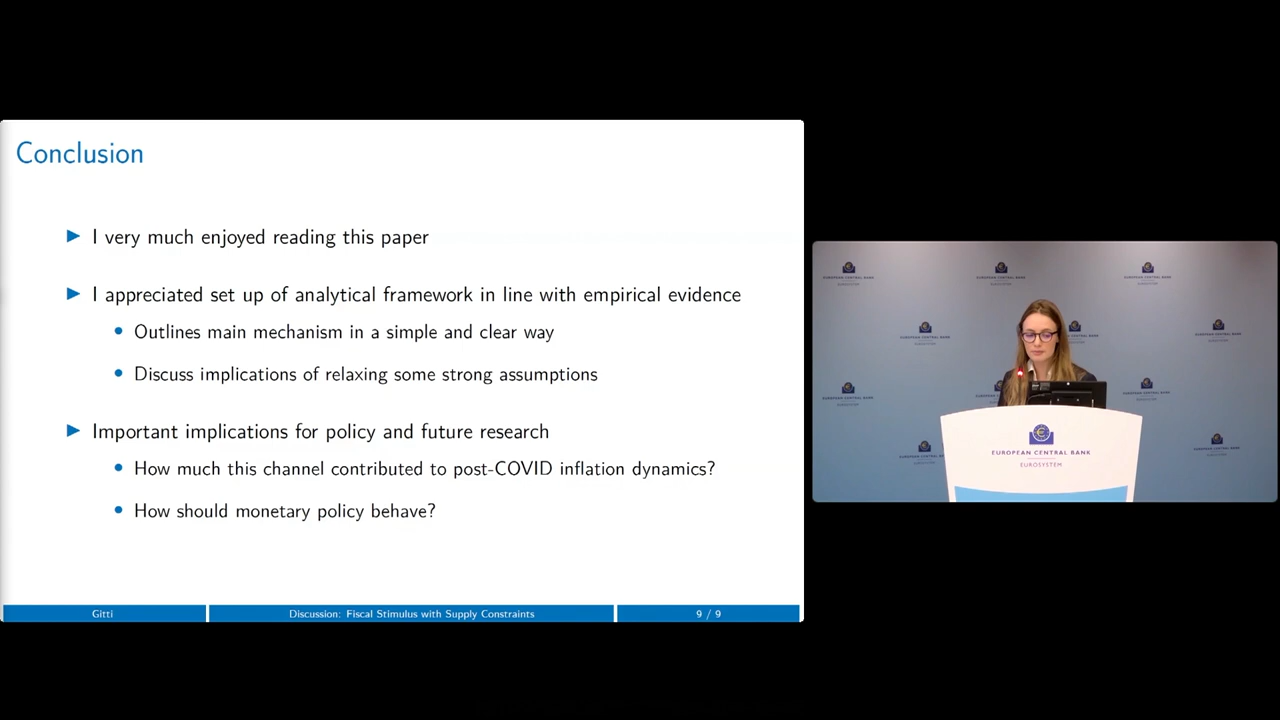 Conclusion
I very much enjoyed reading this paper
I appreciated set up of analytical framework in line with empirical evidence
Outlines main mechanism in a simple and clear way
Discuss implications of relaxing some strong assumptions
Important implications for policy and future research
How much this channel contributed to post-COVID inflation dynamics?
How should monetary policy behave?
Gitti
Discussion: Fiscal Stimulus with Supply Constraints
9 / 9
EUROPEAN CENTRAL BANK
EUROSYSTEM